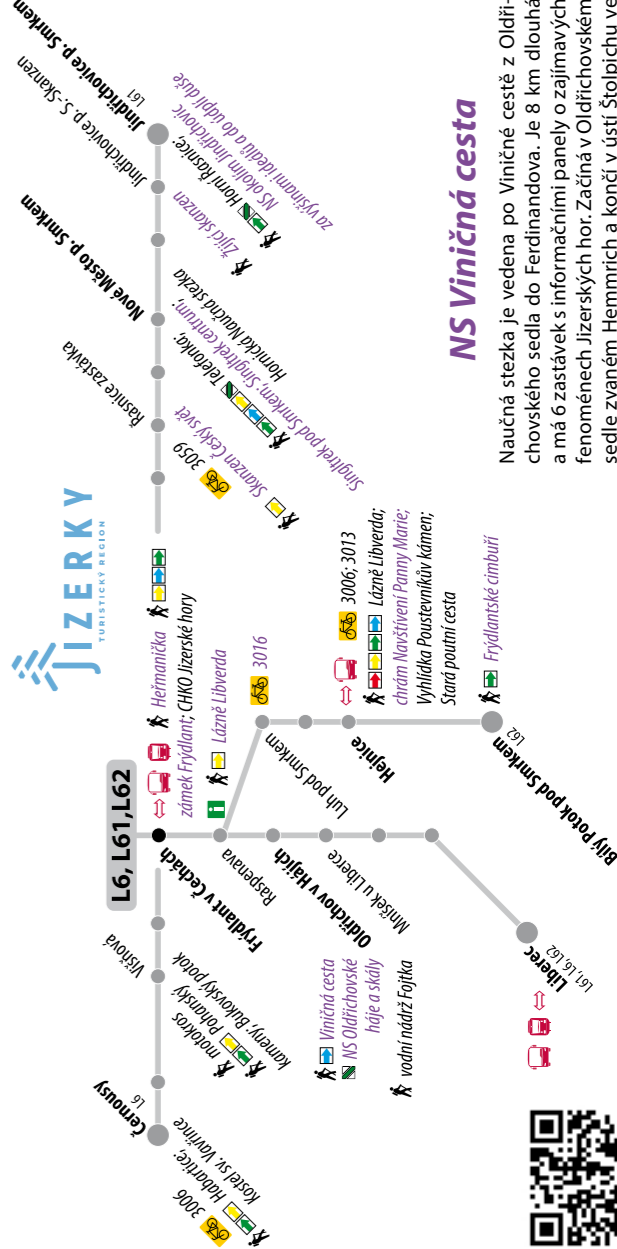 JIZERKY
TURISTICKÝ REGION
L6, L61,L62
Černousy
L6
3006
Habartice;
Kostel sv. Vavřince
Višňová
motokros
Pohanský
kameny; Bukovský potok
Frýdlant v Čechách
Heřmanička
zámek Frýdlant; CHKO Jizerské hory
Řasnice zastávka
3059
Skanzen Český svět
Nové Město p. Smrkem
Telefonka;
Singltrek pod Smrkem; Singltrek centrum;
Hornická Naučná stezka
Jindřichovice p. S.-Skanzen
Žijící skanzen
Jindřichovice p. Smrkem
L61
Horní Řasnice;
NS okolím Jindřichovic
za výšinami ideálů a do údolí duše
Raspenava
Lázně Libverda
3016
Luh pod Smrkem
Hejnice
3006; 3013
Lázně Libverda;
chrám Navštívení Panny Marie;
Vyhlídka Poustevníkův kámen;
Stará poutní cesta
Bílý Potok pod Smrkem
L62
Frýdlantské cimbuří
Oldřichov v Hájích
Viničná cesta
NS Oldřichovské
háje a skály
Mníšek u Liberce
vodní nádrž Fojtka
Liberec
L61, L6, L62
NS Viničná cesta
Naučná stezka je vedena po Viničné cestě z Oldři-
chovského sedla do Ferdinandova. Je 8 km dlouhá
a má 6 zastávek s informačními panely o zajímavých
fenoménech Jizerských hor. Začíná v Oldřichovském
sedle zvaném Hemmrich a končí v ústí Štolpichu ve